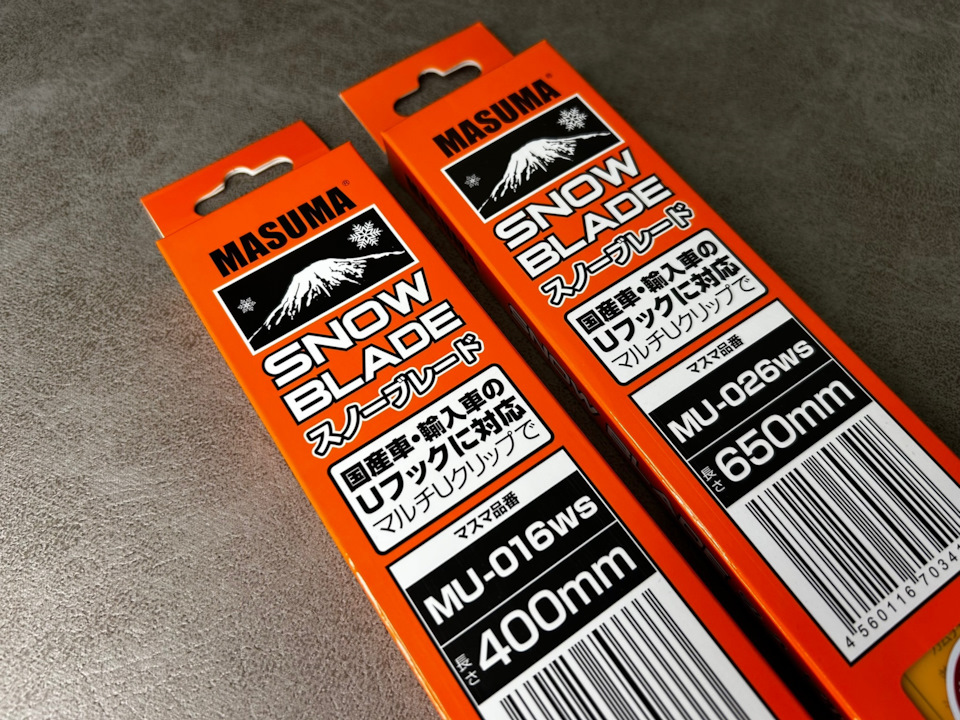 MASUMA®
SNOW
BLADE
スノーブレード
国産車・輸入車の
Uフックに対応
マルチUクリップで
マスマ品番
MU-016ws
長さ 400mm
MASUMA®
SNOW
BLADE
スノーブレード
国産車・輸入車の
Uフックに対応
マルチUクリップで
マスマ品番
MU-026ws
長さ 650mm
4 560116 7034